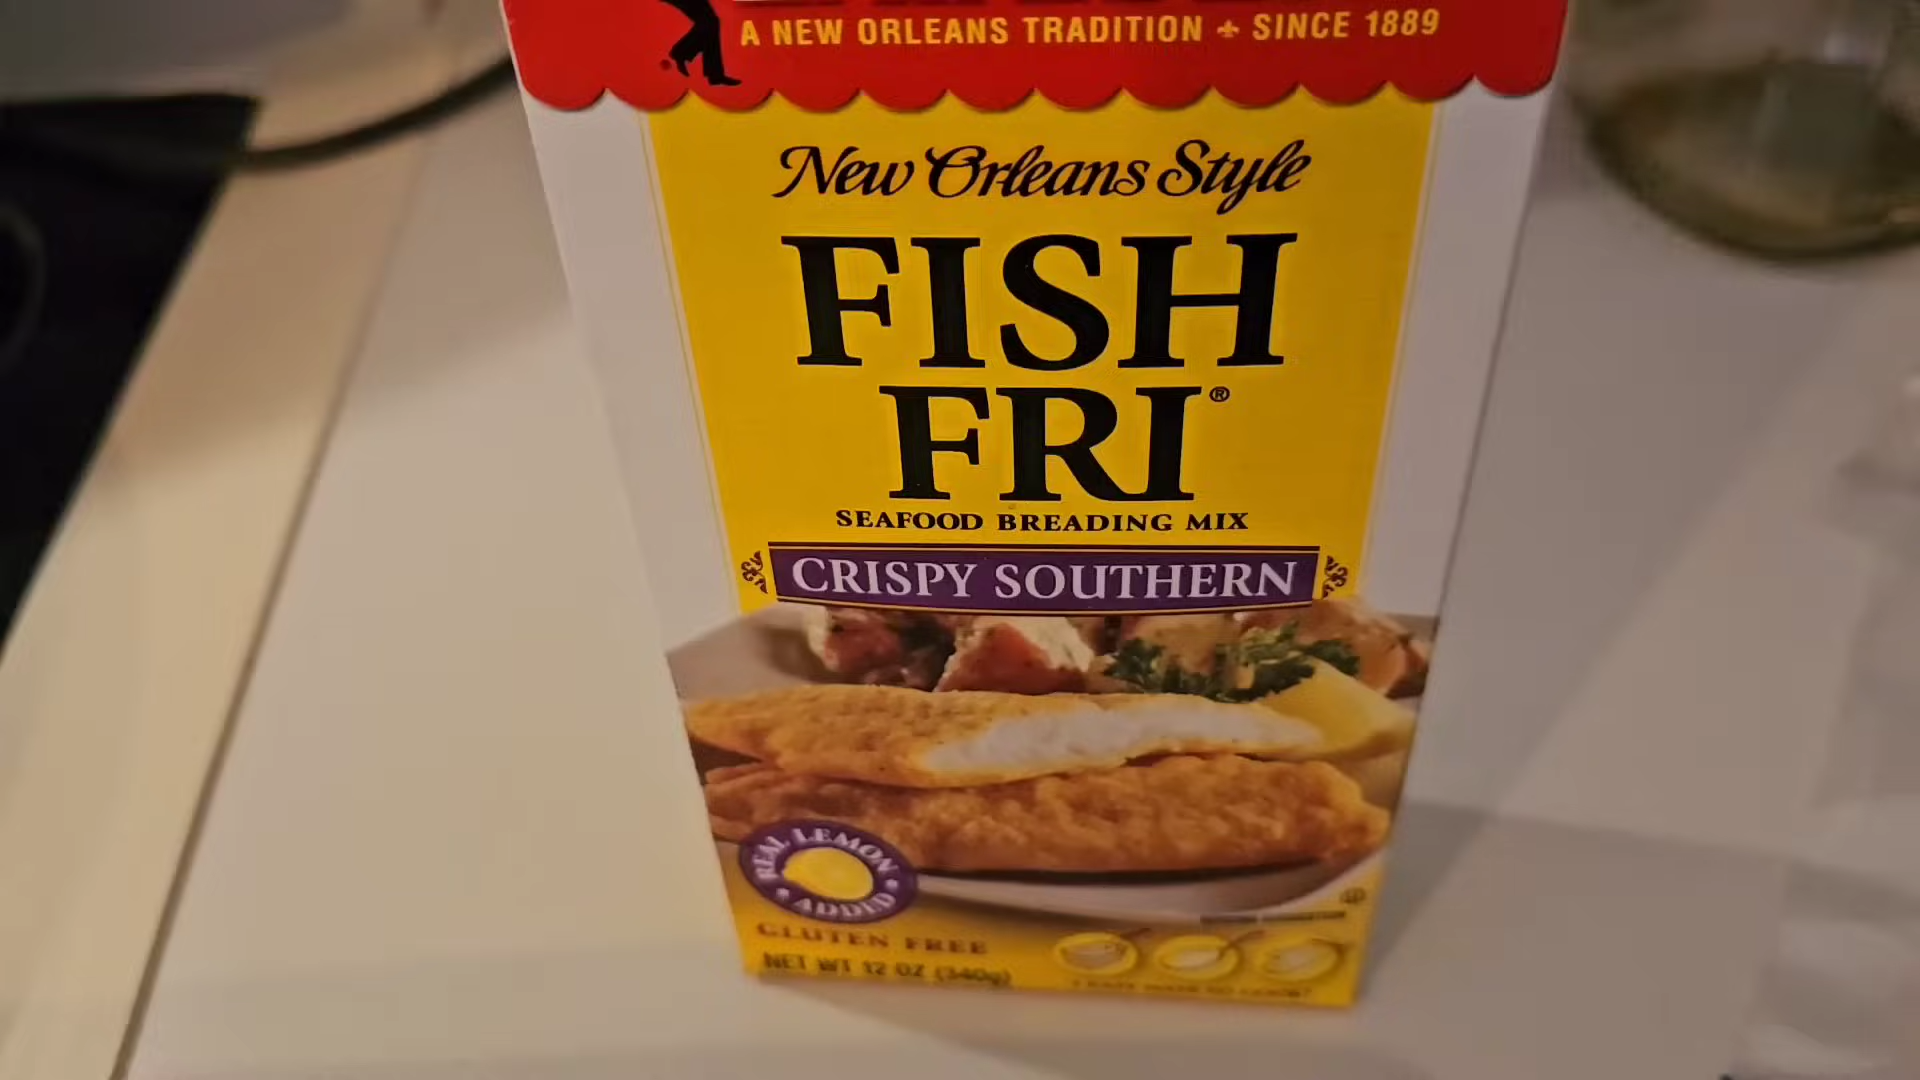 A NEW ORLEANS TRADITION ⚜ SINCE 1889
New Orleans Style
FISH
FRI®
SEAFOOD BREADING MIX
CRISPY SOUTHERN
REAL LEMON
• ADDED •
GLUTEN FREE
NET WT 12 OZ (340g)